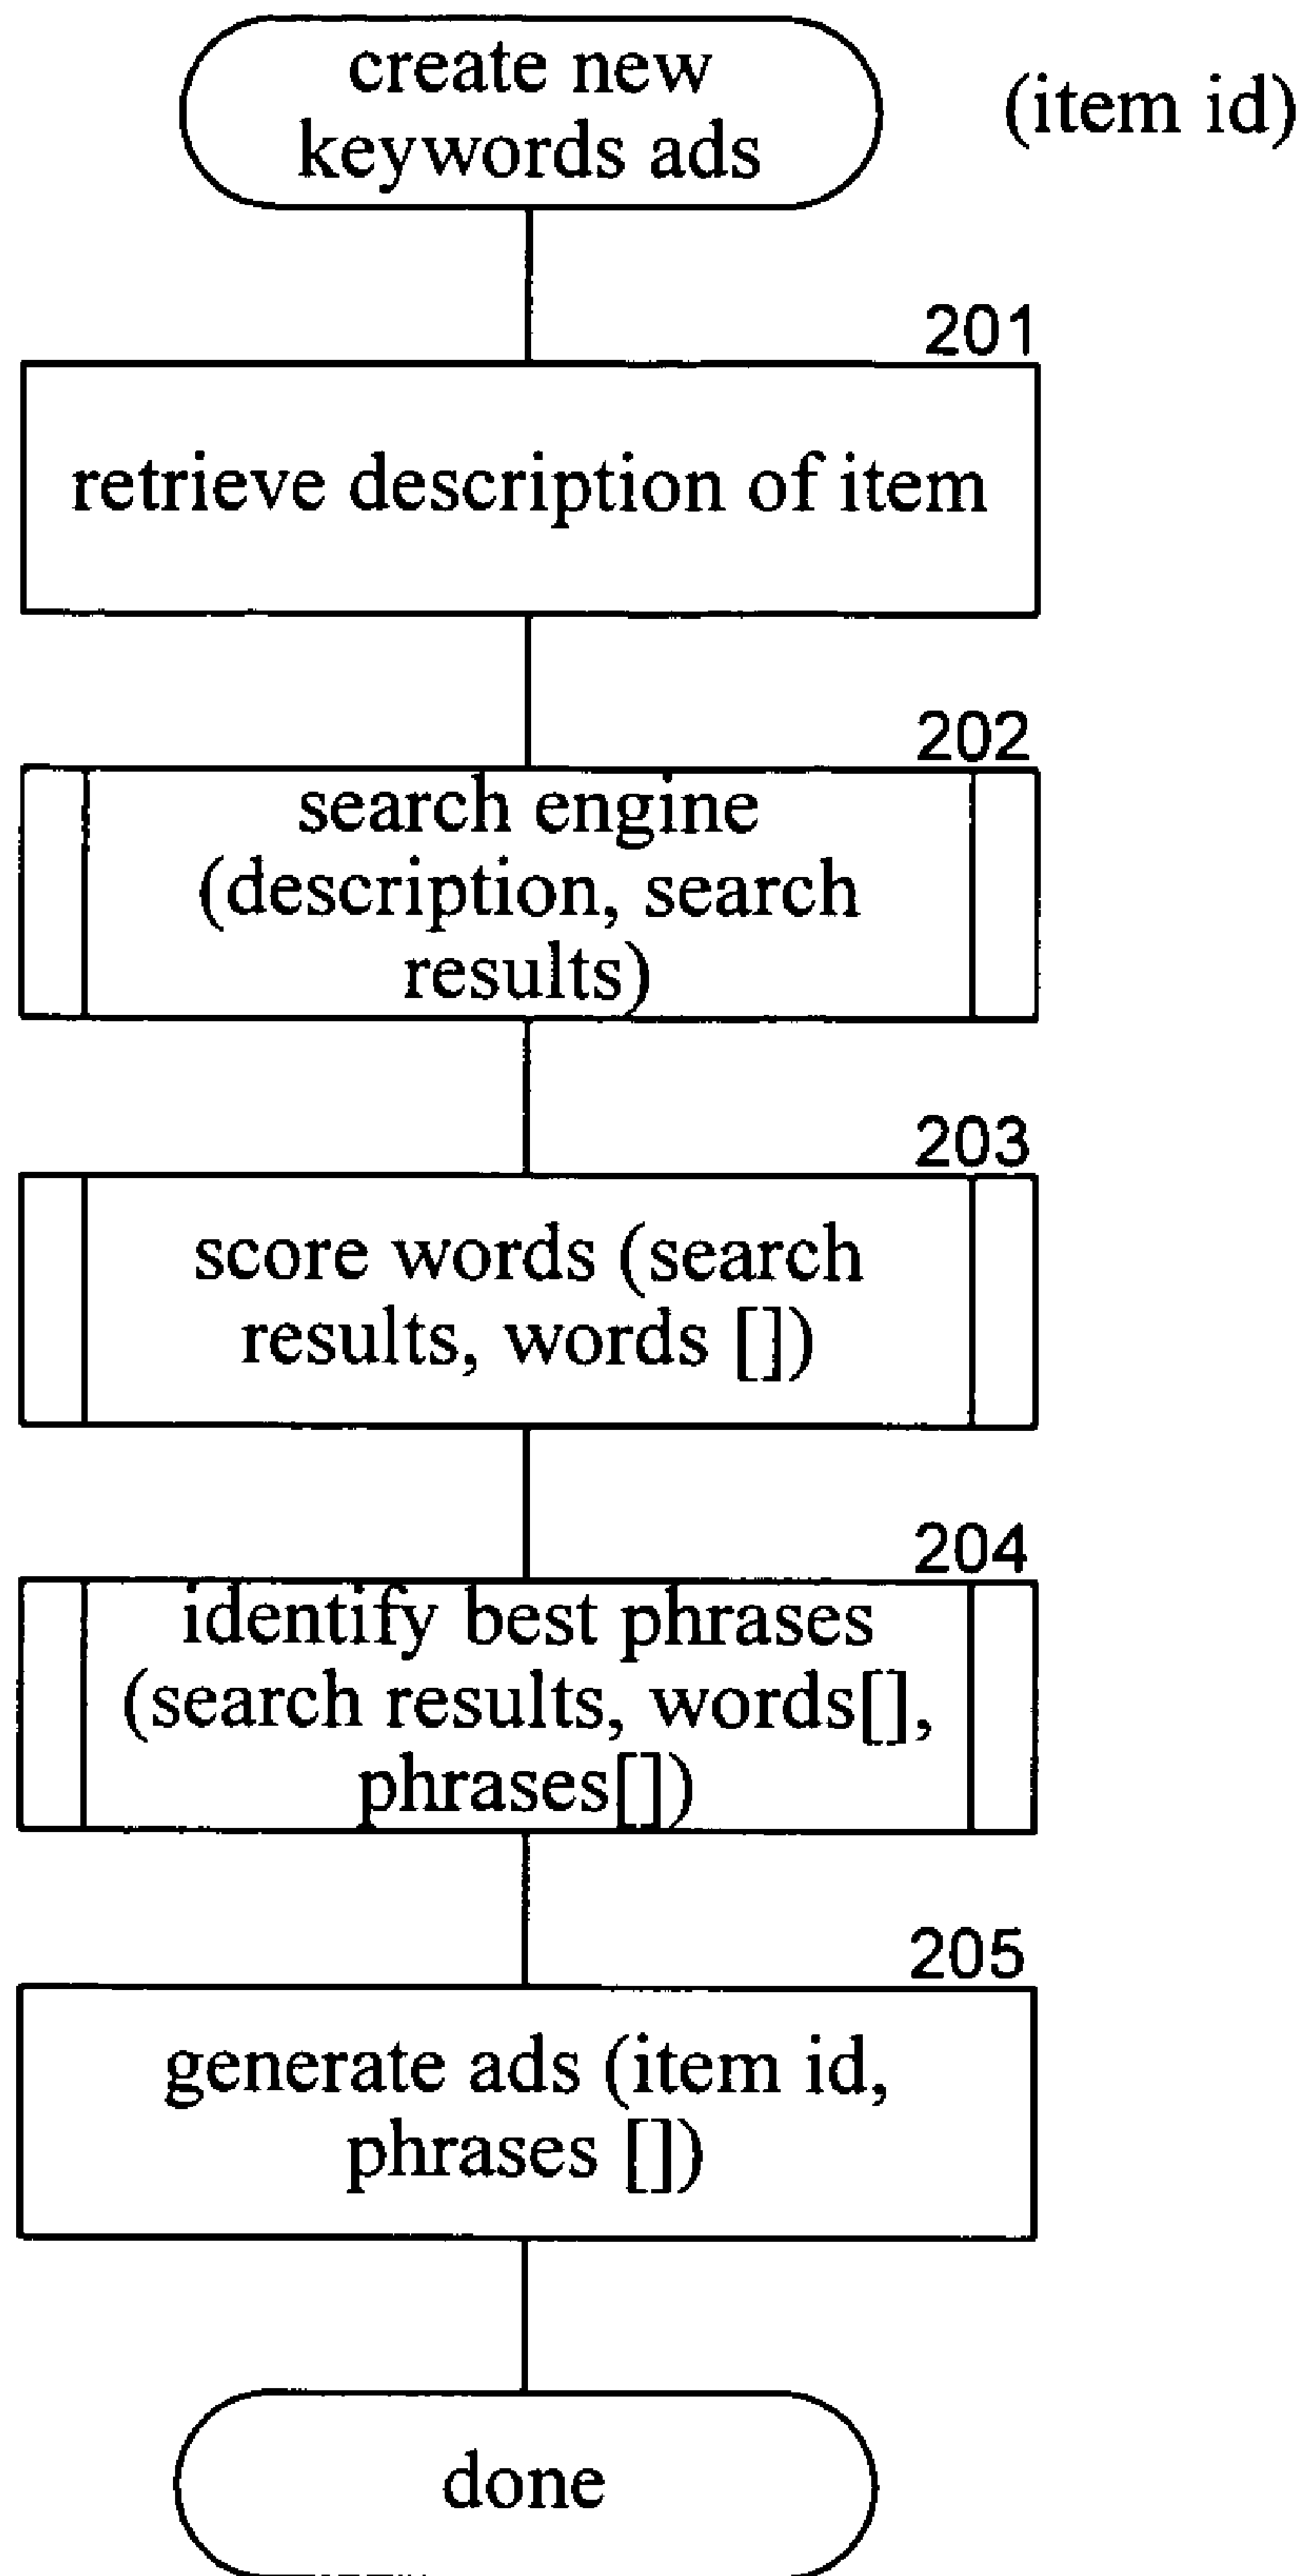 create new
keywords ads
(item id)
201
retrieve description of item
202
search engine
(description, search
results)
203
score words (search
results, words [])
204
identify best phrases
(search results, words[],
phrases[])
205
generate ads (item id,
phrases [])
done